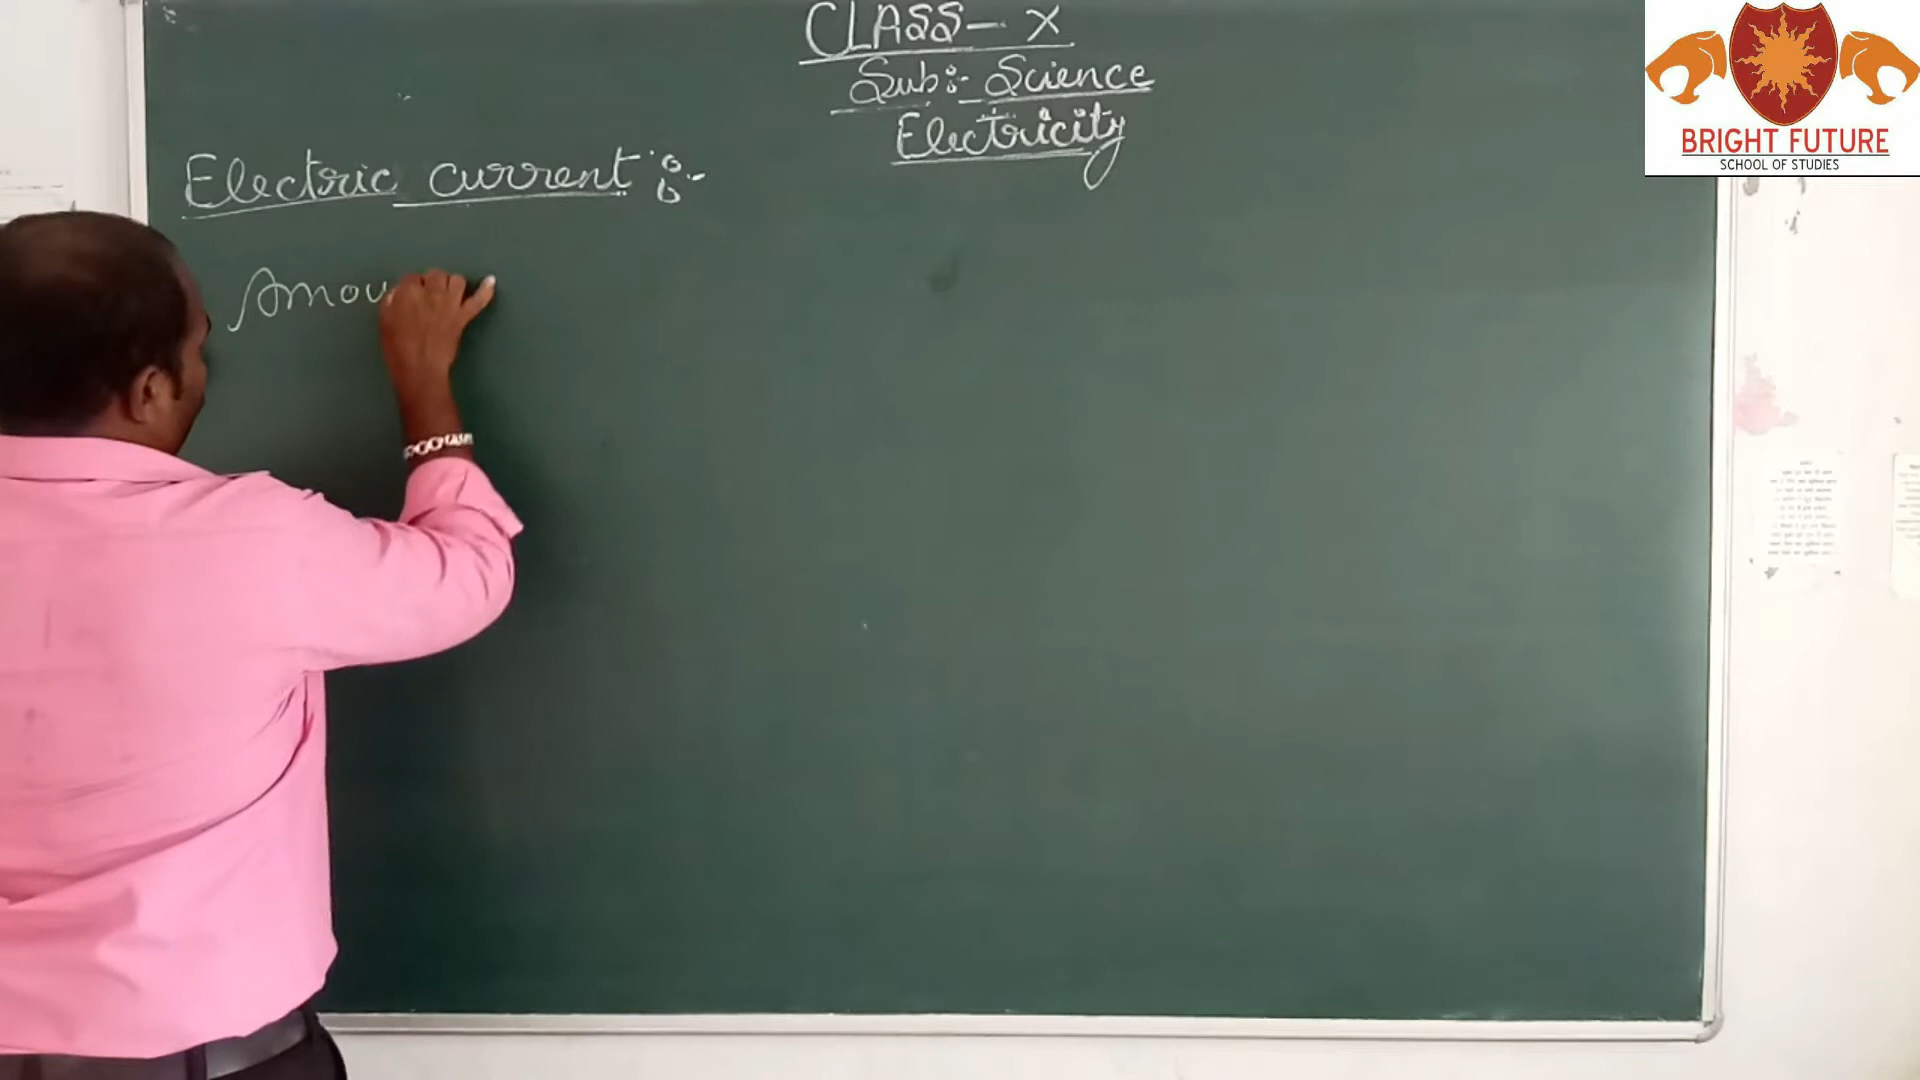 CLASS - X
Sub:- Science
Electricity
Electric current :-
Amou
BRIGHT FUTURE
SCHOOL OF STUDIES